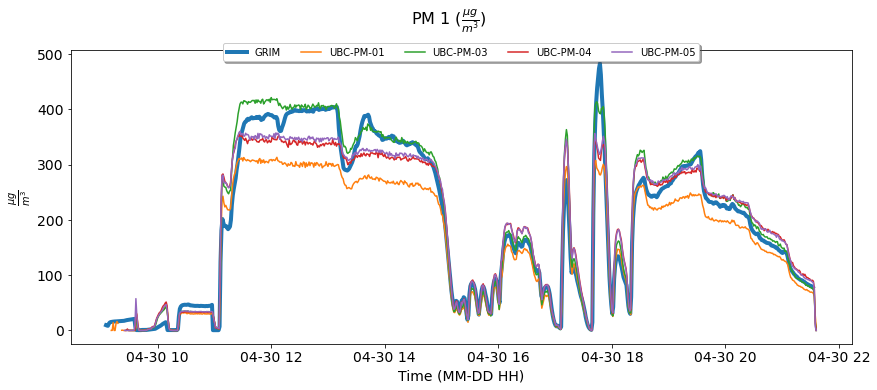 PM 1 (μg/m³)
GRIM UBC-PM-01 UBC-PM-03 UBC-PM-04 UBC-PM-05
500
400
300
200
100
0
μg/m³
04-30 10 04-30 12 04-30 14 04-30 16 04-30 18 04-30 20 04-30 22
Time (MM-DD HH)